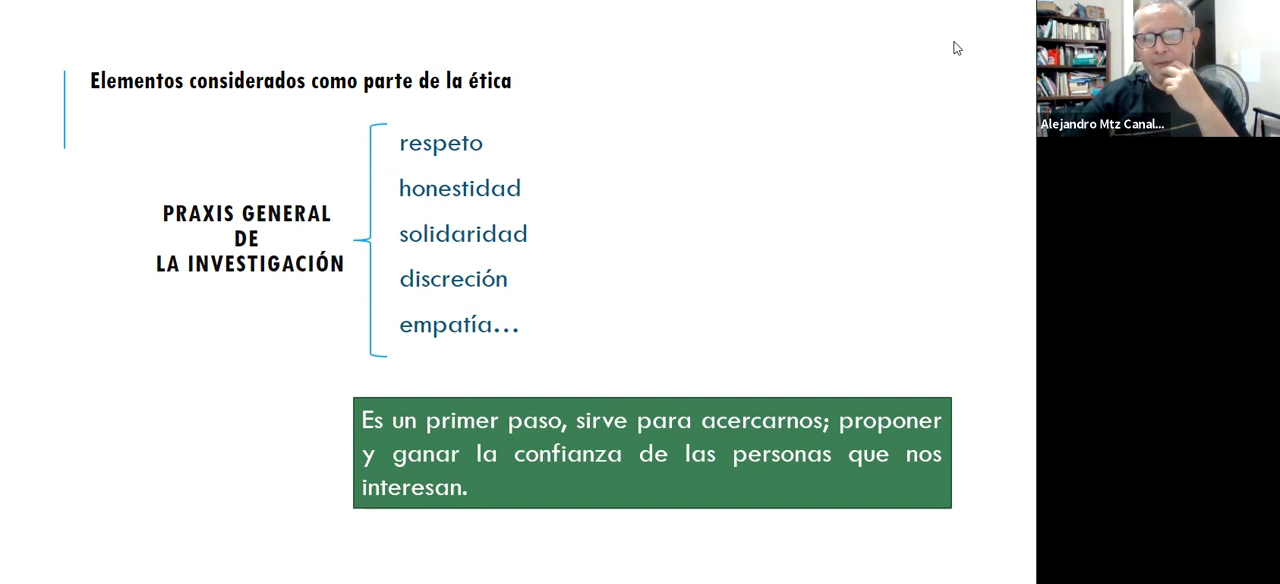 Elementos considerados como parte de la ética
PRAXIS GENERAL
DE
LA INVESTIGACIÓN
respeto
honestidad
solidaridad
discreción
empatía...
Es un primer paso, sirve para acercarnos; proponer
y ganar la confianza de las personas que nos
interesan.
Alejandro Mtz Canal...